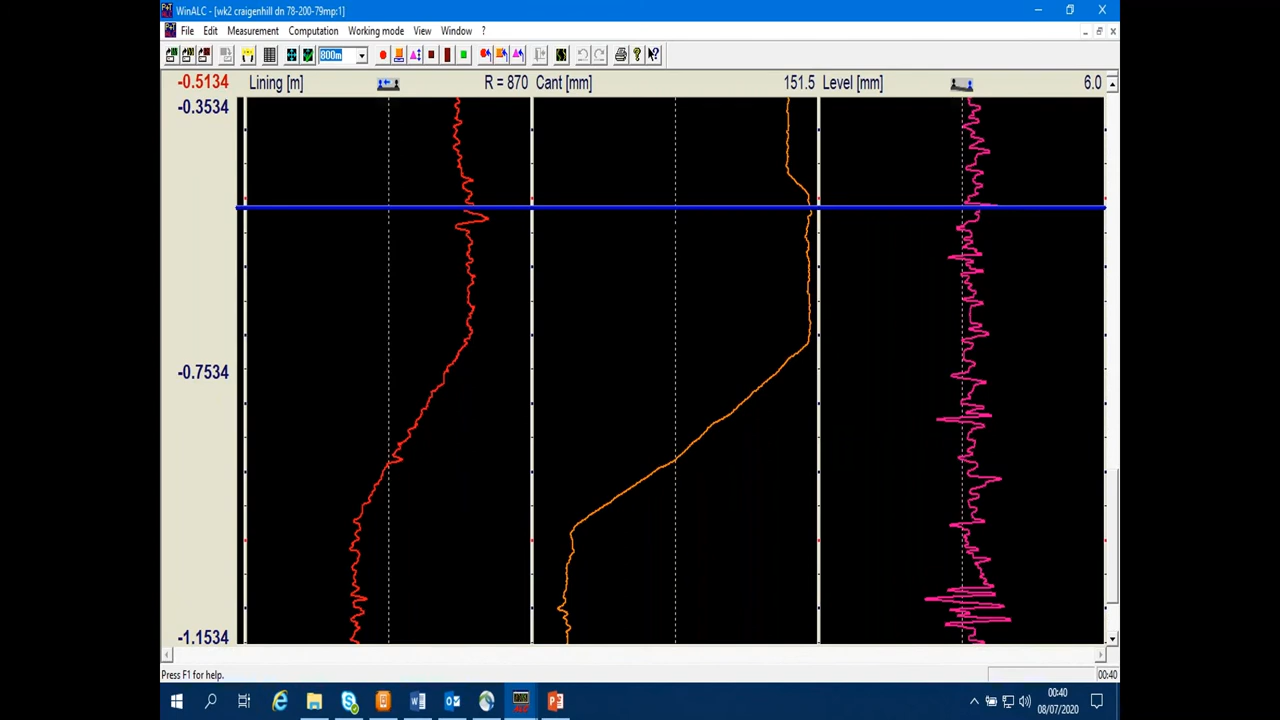 WinALC - [wk2 craigenhill dn 78-200-79mp:1]
File Edit Measurement Computation Working mode View Window ?
800m
-0.5134 Lining [m] R = 870 Cant [mm] 151.5 Level [mm] 6.0
-0.3534
-0.7534
-1.1534
Press F1 for help. 00:40
00:40
08/07/2020